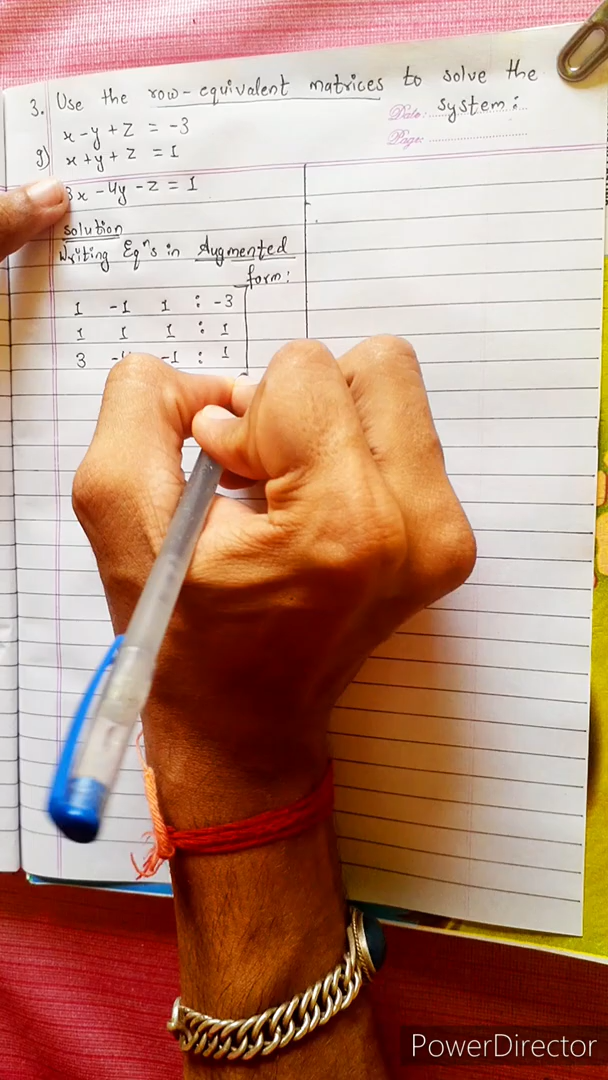 3. Use the row-equivalent matrices to solve the
system:
Date:
Page:
g) x-y+z = -3
x+y+z = 1
3x-4y-z = 1
solution
Writing Eqⁿs in Augmented
form:
1 -1 1 : -3
1 1 1 : 1
3 -4 -1 : 1
PowerDirector